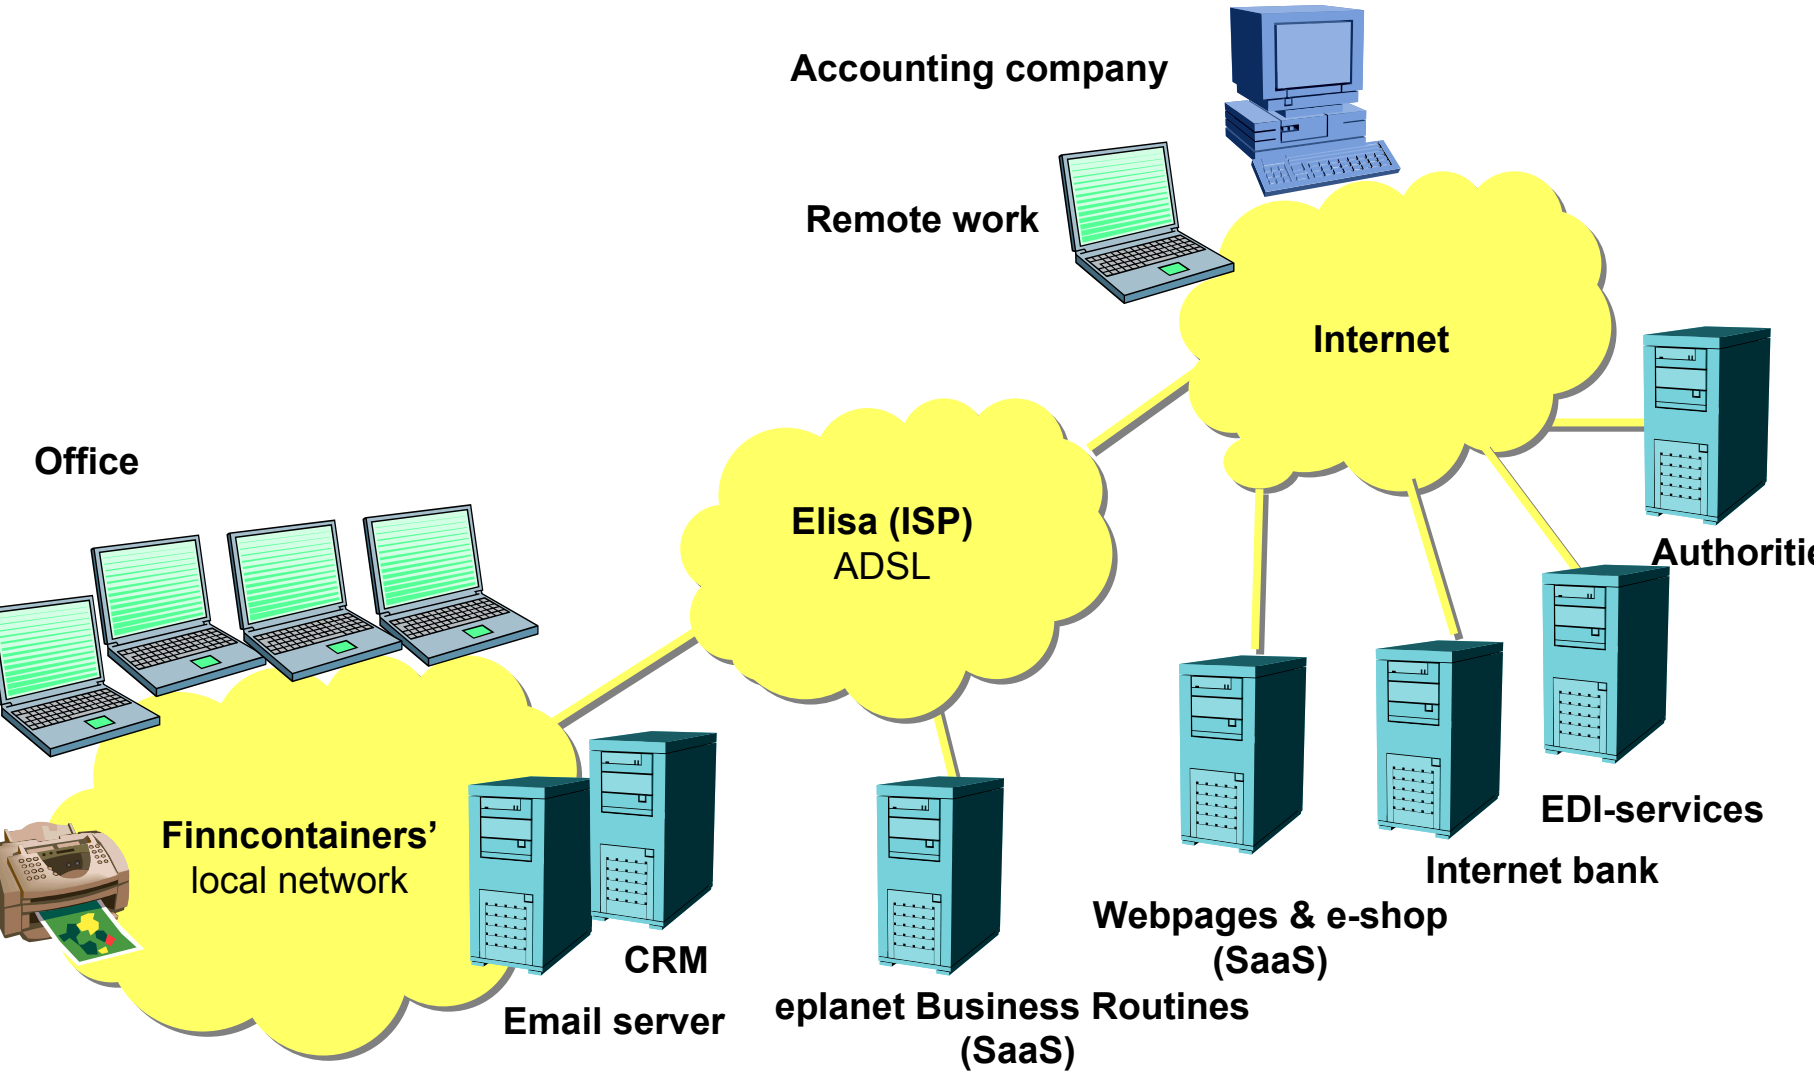 Accounting company
Remote work
Internet
Office
Elisa (ISP)
ADSL
Finncontainers’
local network
CRM
Email server
eplanet Business Routines
(SaaS)
Webpages & e-shop
(SaaS)
Internet bank
EDI-services
Authoritie